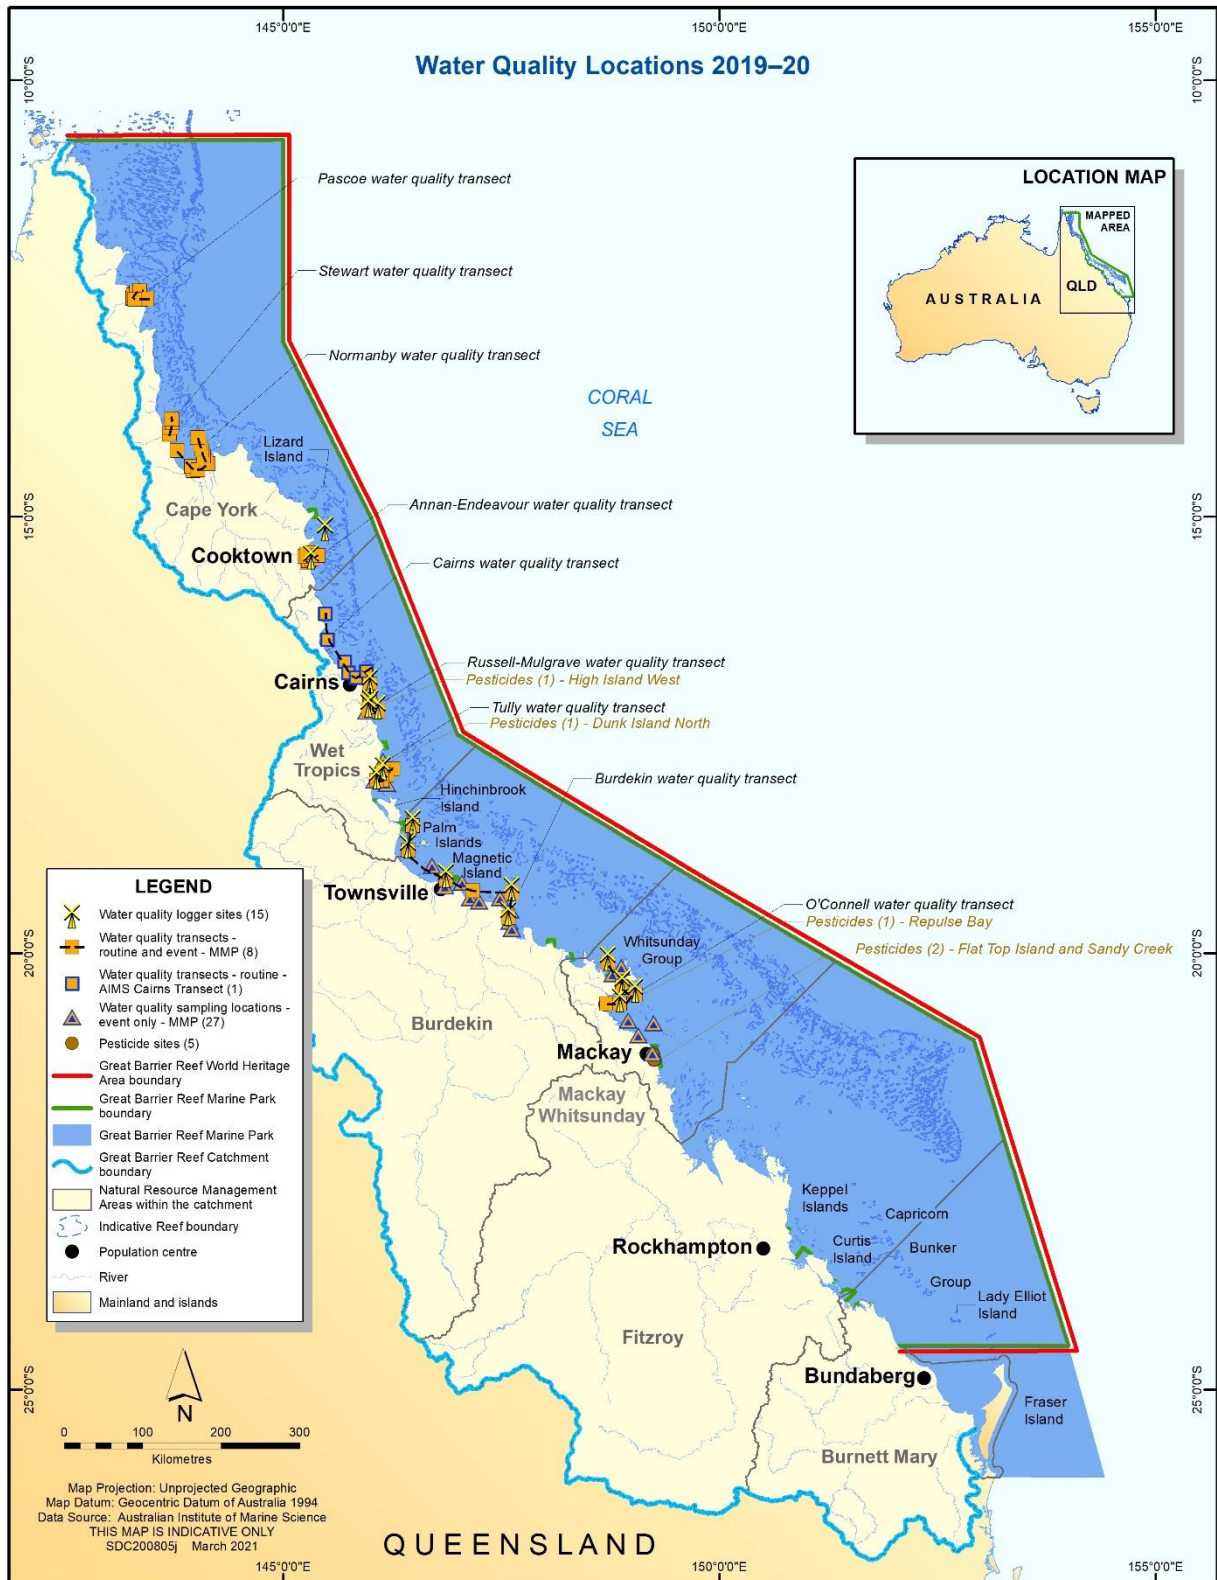 145°0'0"E
150°0'0"E
155°0'0"E
Water Quality Locations 2019–20
10°0'0"S
10°0'0"S
Pascoe water quality transect
Stewart water quality transect
Normanby water quality transect
LOCATION MAP
MAPPED
AREA
QLD
AUSTRALIA
CORAL
SEA
Lizard
Island
Cape York
Annan-Endeavour water quality transect
15°0'0"S
15°0'0"S
Cooktown
Cairns water quality transect
Russell-Mulgrave water quality transect
Pesticides (1) - High Island West
Cairns
Tully water quality transect
Pesticides (1) - Dunk Island North
Wet
Tropics
Burdekin water quality transect
Hinchinbrook
Island
Palm
Islands
Magnetic
Island
Townsville
O'Connell water quality transect
Pesticides (1) - Repulse Bay
Pesticides (2) - Flat Top Island and Sandy Creek
Whitsunday
Group
20°0'0"S
20°0'0"S
Burdekin
Mackay
Mackay
Whitsunday
LEGEND
Water quality logger sites (15)
Water quality transects -
routine and event - MMP (8)
Water quality transects - routine -
AIMS Cairns Transect (1)
Water quality sampling locations -
event only - MMP (27)
Pesticide sites (5)
Great Barrier Reef World Heritage
Area boundary
Great Barrier Reef Marine Park
boundary
Great Barrier Reef Marine Park
Great Barrier Reef Catchment
boundary
Natural Resource Management
Areas within the catchment
Indicative Reef boundary
Population centre
River
Mainland and islands
Keppel
Islands
Capricorn
Curtis
Island
Bunker
Group
Rockhampton
Lady Elliot
Island
Fitzroy
Bundaberg
25°0'0"S
25°0'0"S
Fraser
Island
Burnett Mary
N
0 100 200 300
Kilometres
Map Projection: Unprojected Geographic
Map Datum: Geocentric Datum of Australia 1994
Data Source: Australian Institute of Marine Science
THIS MAP IS INDICATIVE ONLY
SDC200805j March 2021
QUEENSLAND
145°0'0"E
150°0'0"E
155°0'0"E